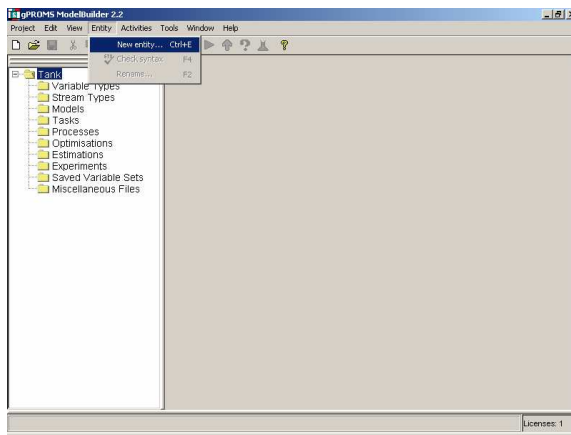 gPROMS ModelBuilder 2.2
Project Edit View Entity Activities Tools Window Help
New entity... Ctrl+E
Check syntax F4
Rename... F2
Tank
Variable Types
Stream Types
Models
Tasks
Processes
Optimisations
Estimations
Experiments
Saved Variable Sets
Miscellaneous Files
Licenses: 1